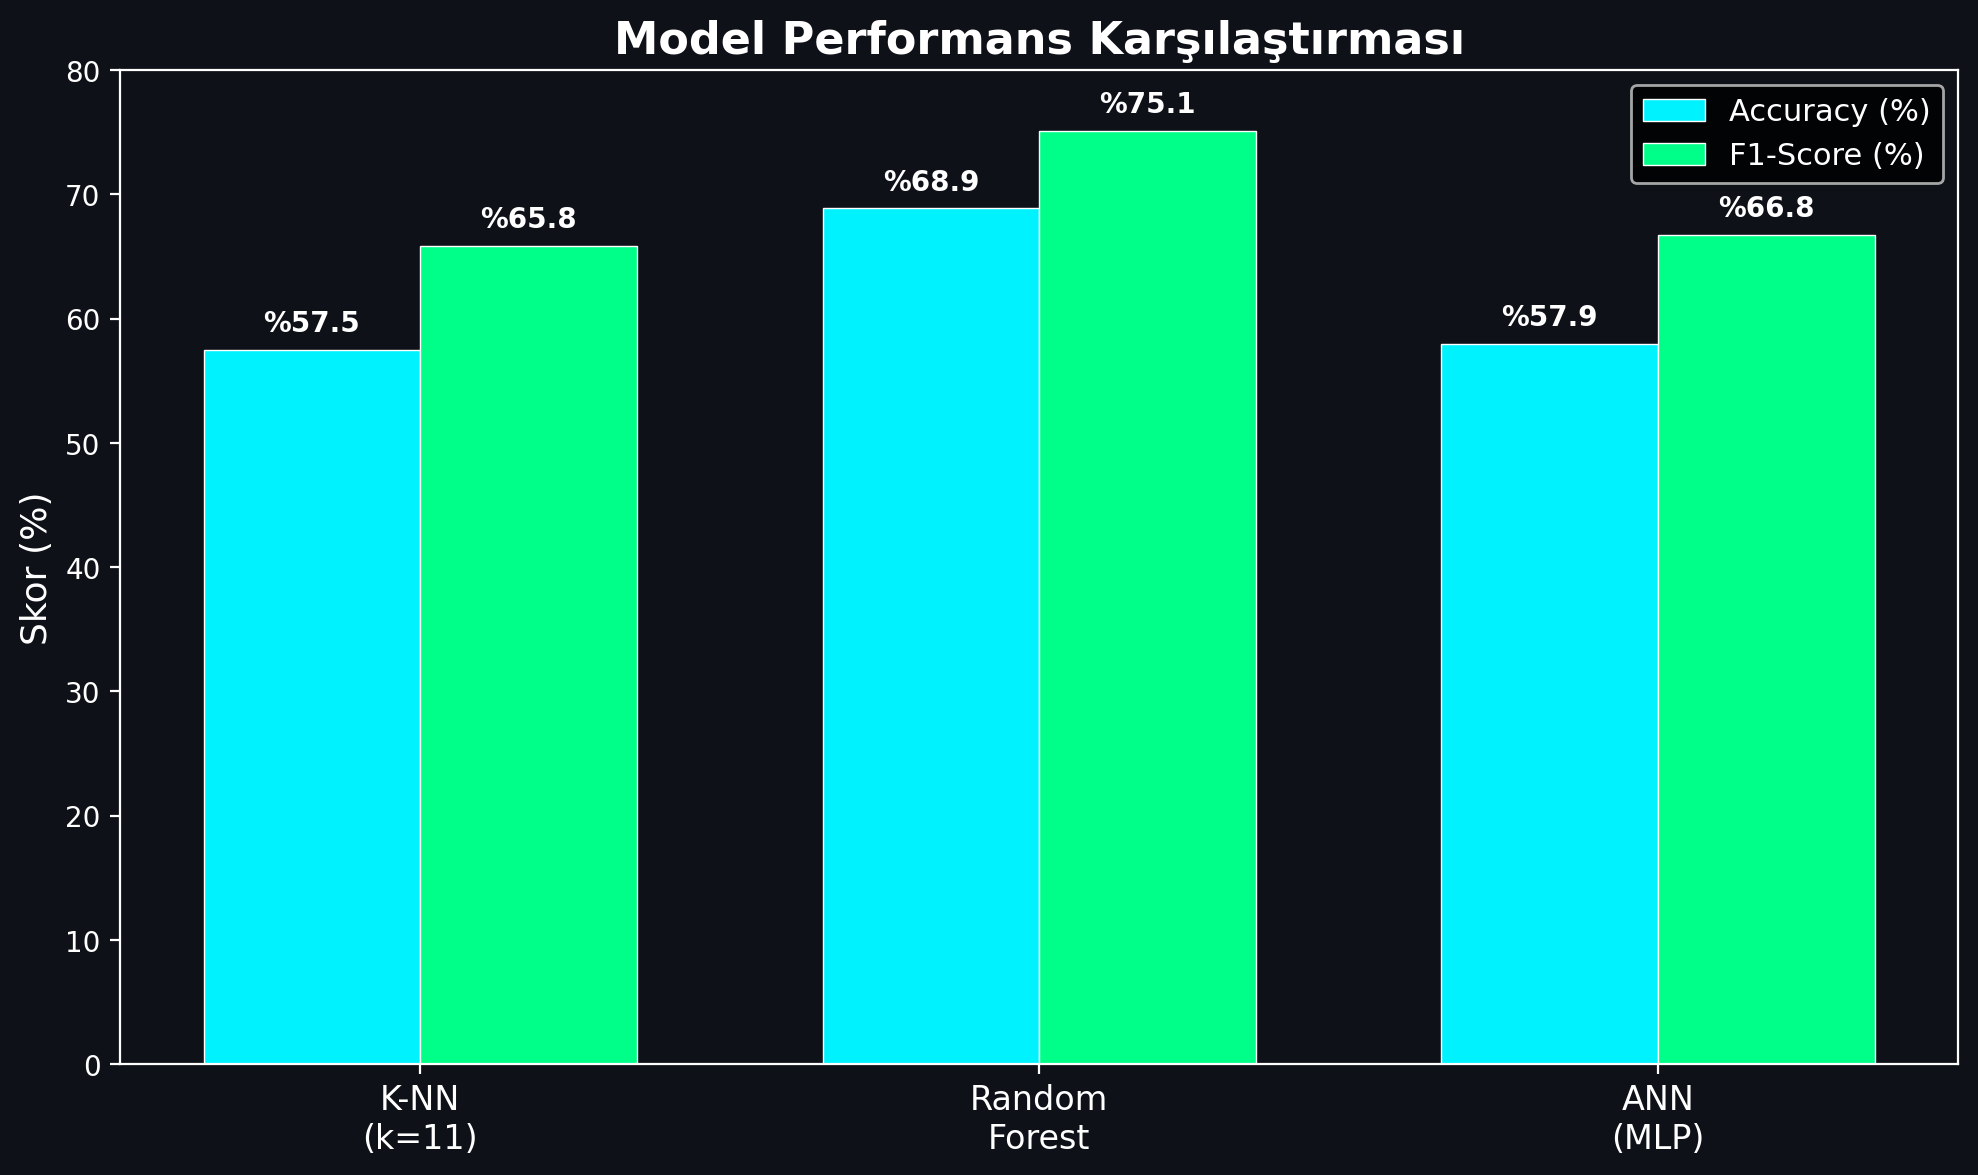 Model Performans Karşılaştırması
Accuracy (%)
F1-Score (%)
Skor (%)
80
70
60
50
40
30
20
10
0
%57.5
%65.8
%68.9
%75.1
%57.9
%66.8
K-NN
(k=11)
Random
Forest
ANN
(MLP)